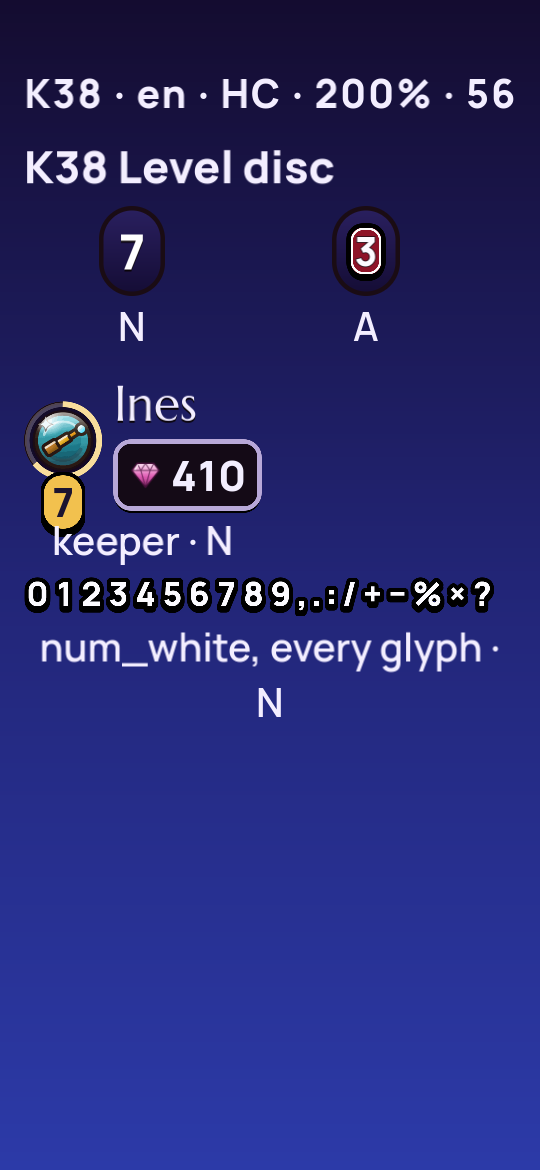 K38 · en · HC · 200% · 56
K38 Level disc
7
3
N
A
Ines
410
7
keeper · N
0123456789,.:/+−%×?
num_white, every glyph ·
N